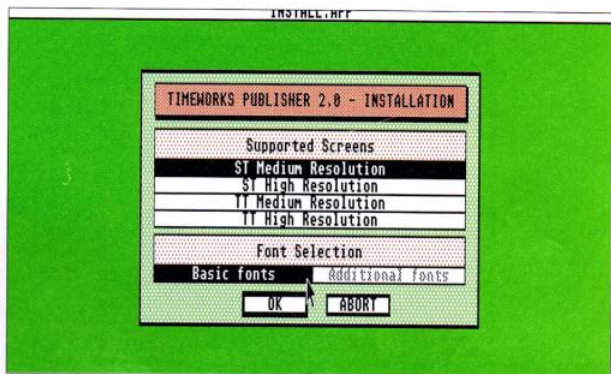 INSTALL.APP
TIMEWORKS PUBLISHER 2.0 - INSTALLATION
Supported Screens
ST Medium Resolution
ST High Resolution
TT Medium Resolution
TT High Resolution
Font Selection
Basic fonts Additional fonts
OK ABORT